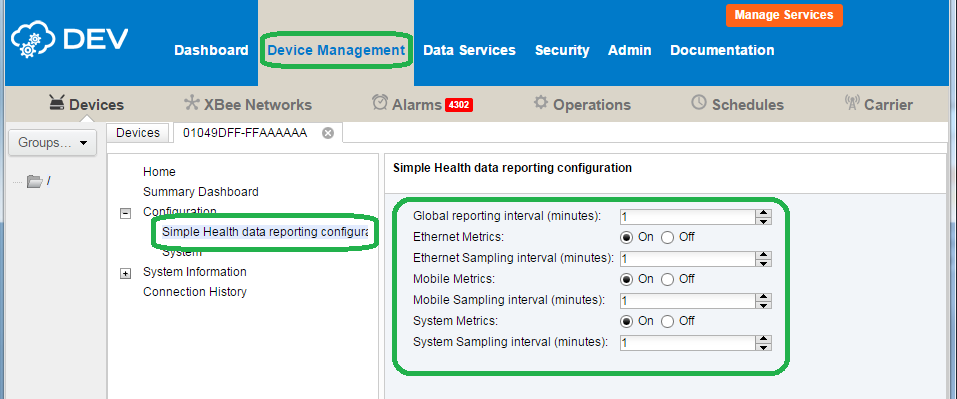 Manage Services
DEV
Dashboard Device Management Data Services Security Admin Documentation
Devices XBee Networks Alarms 4302 Operations Schedules Carrier
Groups... Devices 01049DFF-FFAAAAAA
/
Home
Summary Dashboard
Configuration
Simple Health data reporting configura
System
System Information
Connection History
Simple Health data reporting configuration
Global reporting interval (minutes): 1
Ethernet Metrics: On Off
Ethernet Sampling interval (minutes): 1
Mobile Metrics: On Off
Mobile Sampling interval (minutes): 1
System Metrics: On Off
System Sampling interval (minutes): 1